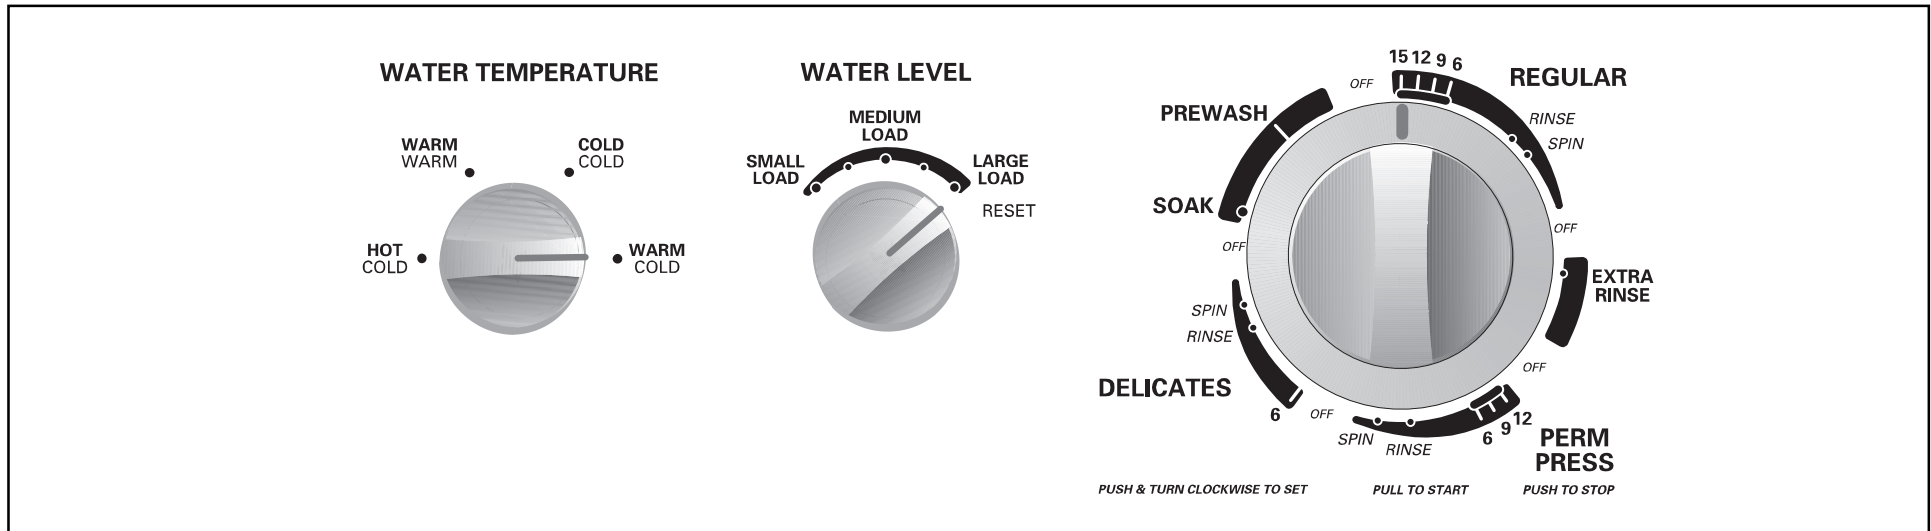 WATER TEMPERATURE
WARM
WARM
COLD
COLD
HOT
COLD
WARM
COLD
WATER LEVEL
SMALL
LOAD
MEDIUM
LOAD
LARGE
LOAD
RESET
OFF
15 12 9 6
REGULAR
RINSE
SPIN
OFF
EXTRA
RINSE
OFF
12
9
6
PERM
PRESS
RINSE
SPIN
OFF
6
DELICATES
RINSE
SPIN
OFF
SOAK
PREWASH
PUSH & TURN CLOCKWISE TO SET
PULL TO START
PUSH TO STOP